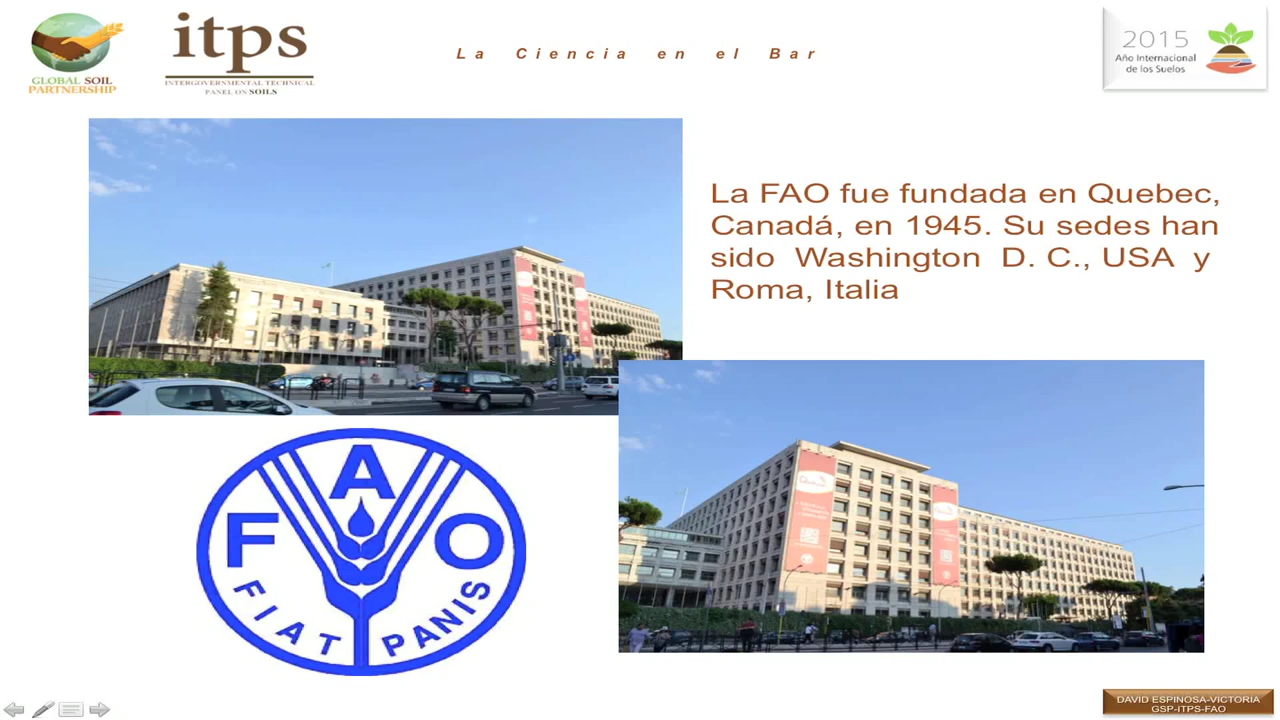 GLOBAL SOIL
PARTNERSHIP
itps
INTERGOVERNMENTAL TECHNICAL
PANEL ON SOILS
La Ciencia en el Bar
2015
Año Internacional
de los Suelos
La FAO fue fundada en Quebec,
Canadá, en 1945. Su sedes han
sido Washington D. C., USA y
Roma, Italia
F A O
FIAT PANIS
DAVID ESPINOSA-VICTORIA
GSP-ITPS-FAO